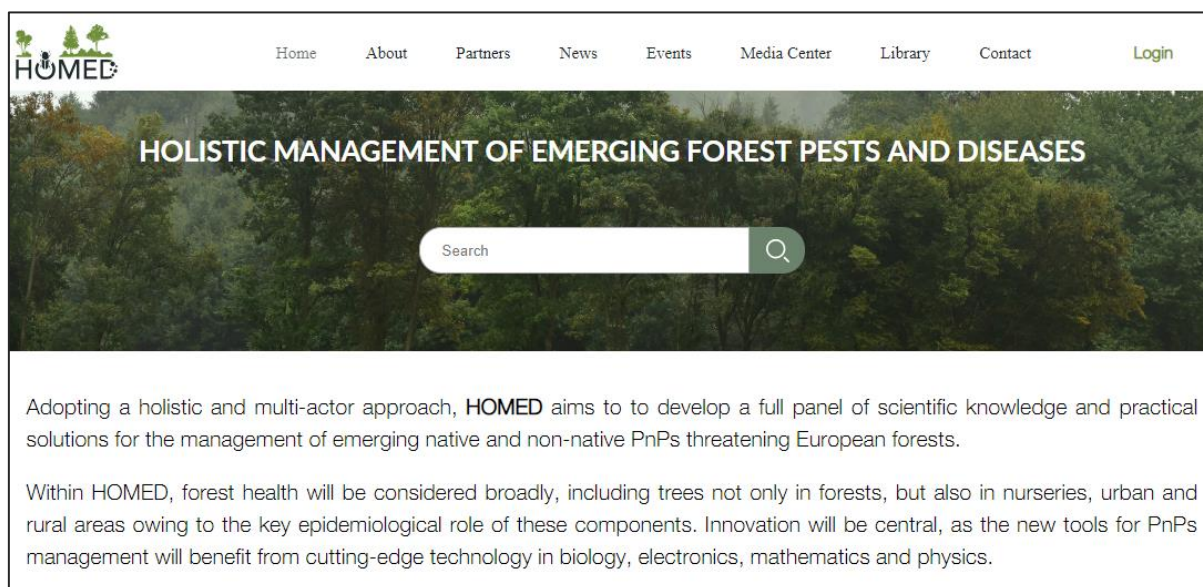 HOMED
Home About Partners News Events Media Center Library Contact Login
HOLISTIC MANAGEMENT OF EMERGING FOREST PESTS AND DISEASES
Search
Adopting a holistic and multi-actor approach, HOMED aims to to develop a full panel of scientific knowledge and practical
solutions for the management of emerging native and non-native PnPs threatening European forests.
Within HOMED, forest health will be considered broadly, including trees not only in forests, but also in nurseries, urban and
rural areas owing to the key epidemiological role of these components. Innovation will be central, as the new tools for PnPs
management will benefit from cutting-edge technology in biology, electronics, mathematics and physics.